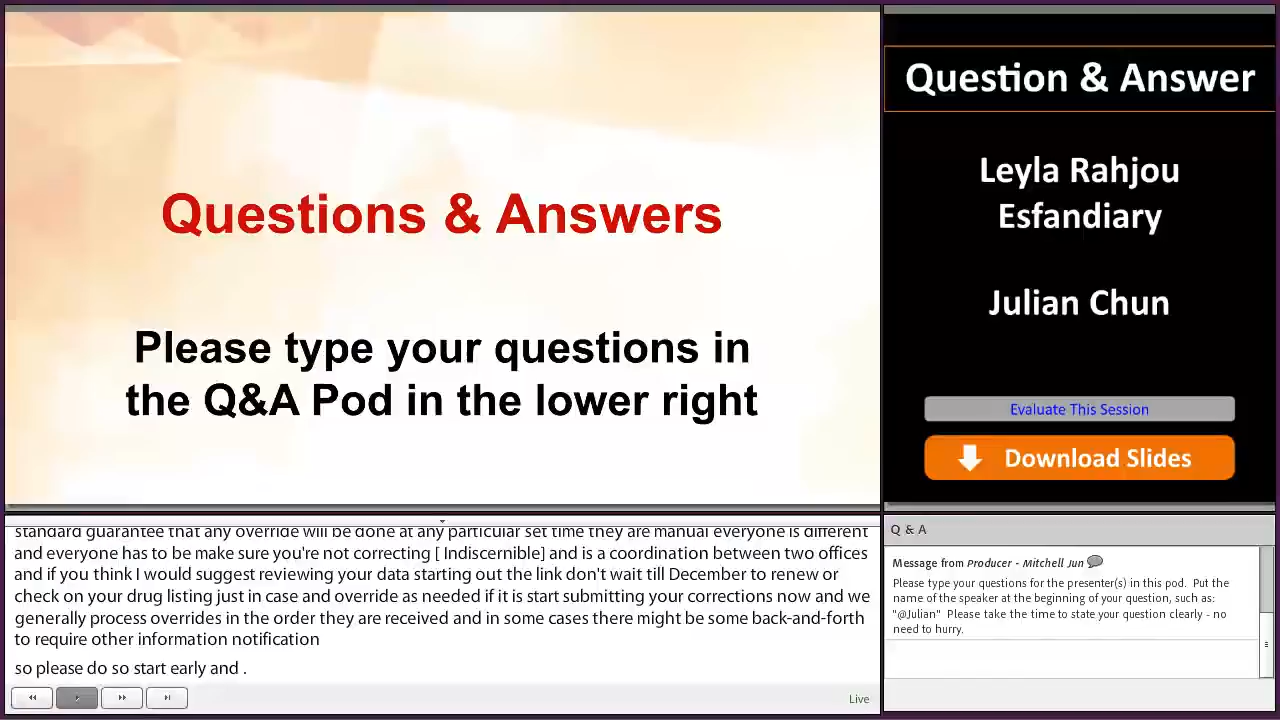 Questions & Answers
Please type your questions in
the Q&A Pod in the lower right
Question & Answer
Leyla Rahjou
Esfandiary
Julian Chun
Evaluate This Session
Download Slides
standard guarantee that any override will be done at any particular set time they are manual everyone is different
and everyone has to be make sure you're not correcting [ Indiscernible] and is a coordination between two offices
and if you think I would suggest reviewing your data starting out the link don't wait till December to renew or
check on your drug listing just in case and override as needed if it is start submitting your corrections now and we
generally process overrides in the order they are received and in some cases there might be some back-and-forth
to require other information notification
so please do so start early and .
Live
Q & A
Message from Producer - Mitchell Jun
Please type your questions for the presenter(s) in this pod. Put the
name of the speaker at the beginning of your question, such as:
"@Julian" Please take the time to state your question clearly - no
need to hurry.